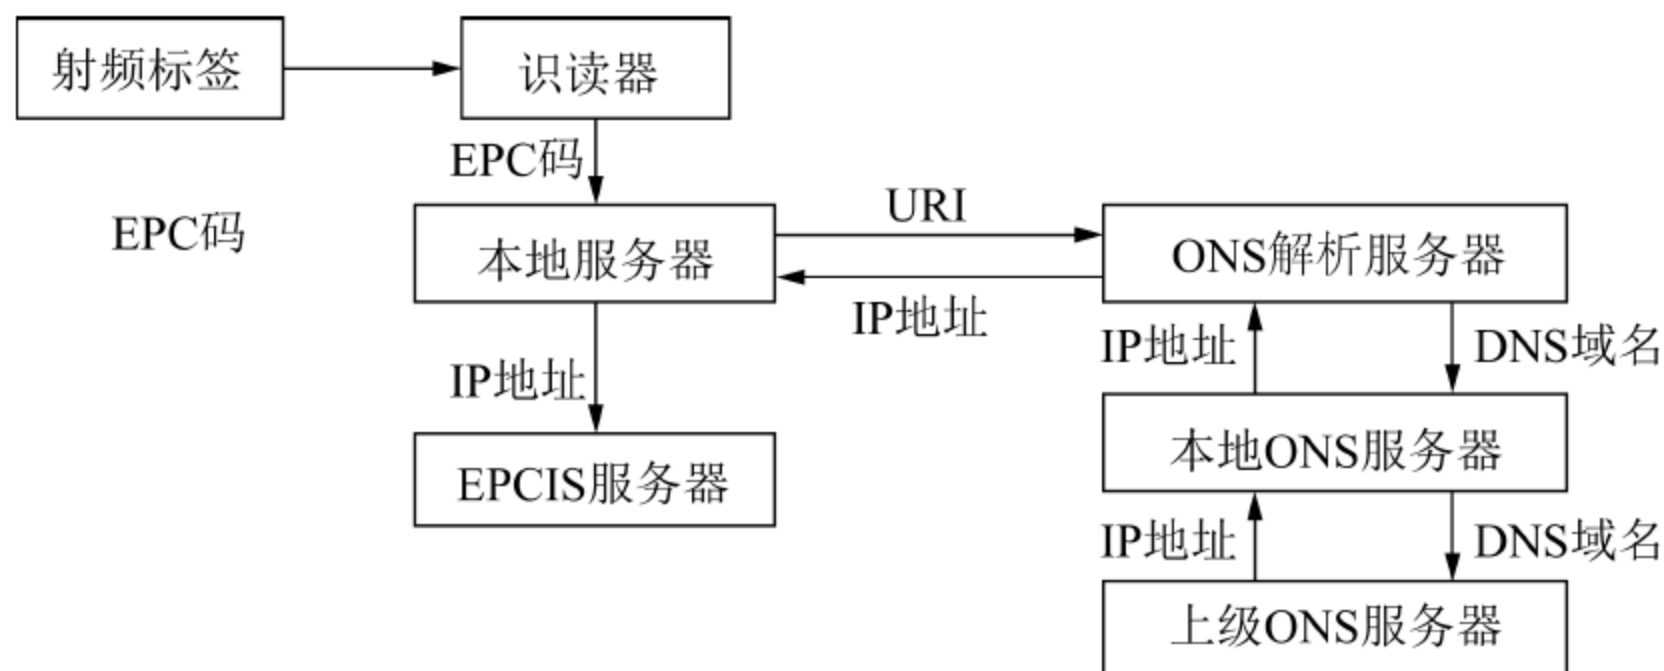 射频标签
识读器
EPC码
EPC码
URI
本地服务器
ONS解析服务器
IP地址
IP地址
DNS域名
IP地址
本地ONS服务器
EPCIS服务器
IP地址
DNS域名
上级ONS服务器